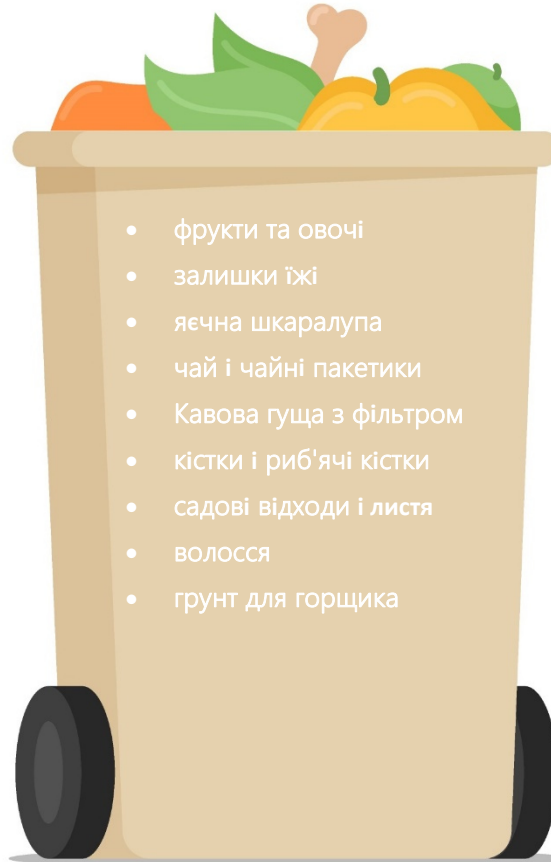 • фрукти та овочі
• залишки їжі
• яєчна шкаралупа
• чай і чайні пакетики
• Кавова гуща з фільтром
• кістки і риб'ячі кістки
• садові відходи і листя
• волосся
• грунт для горщика